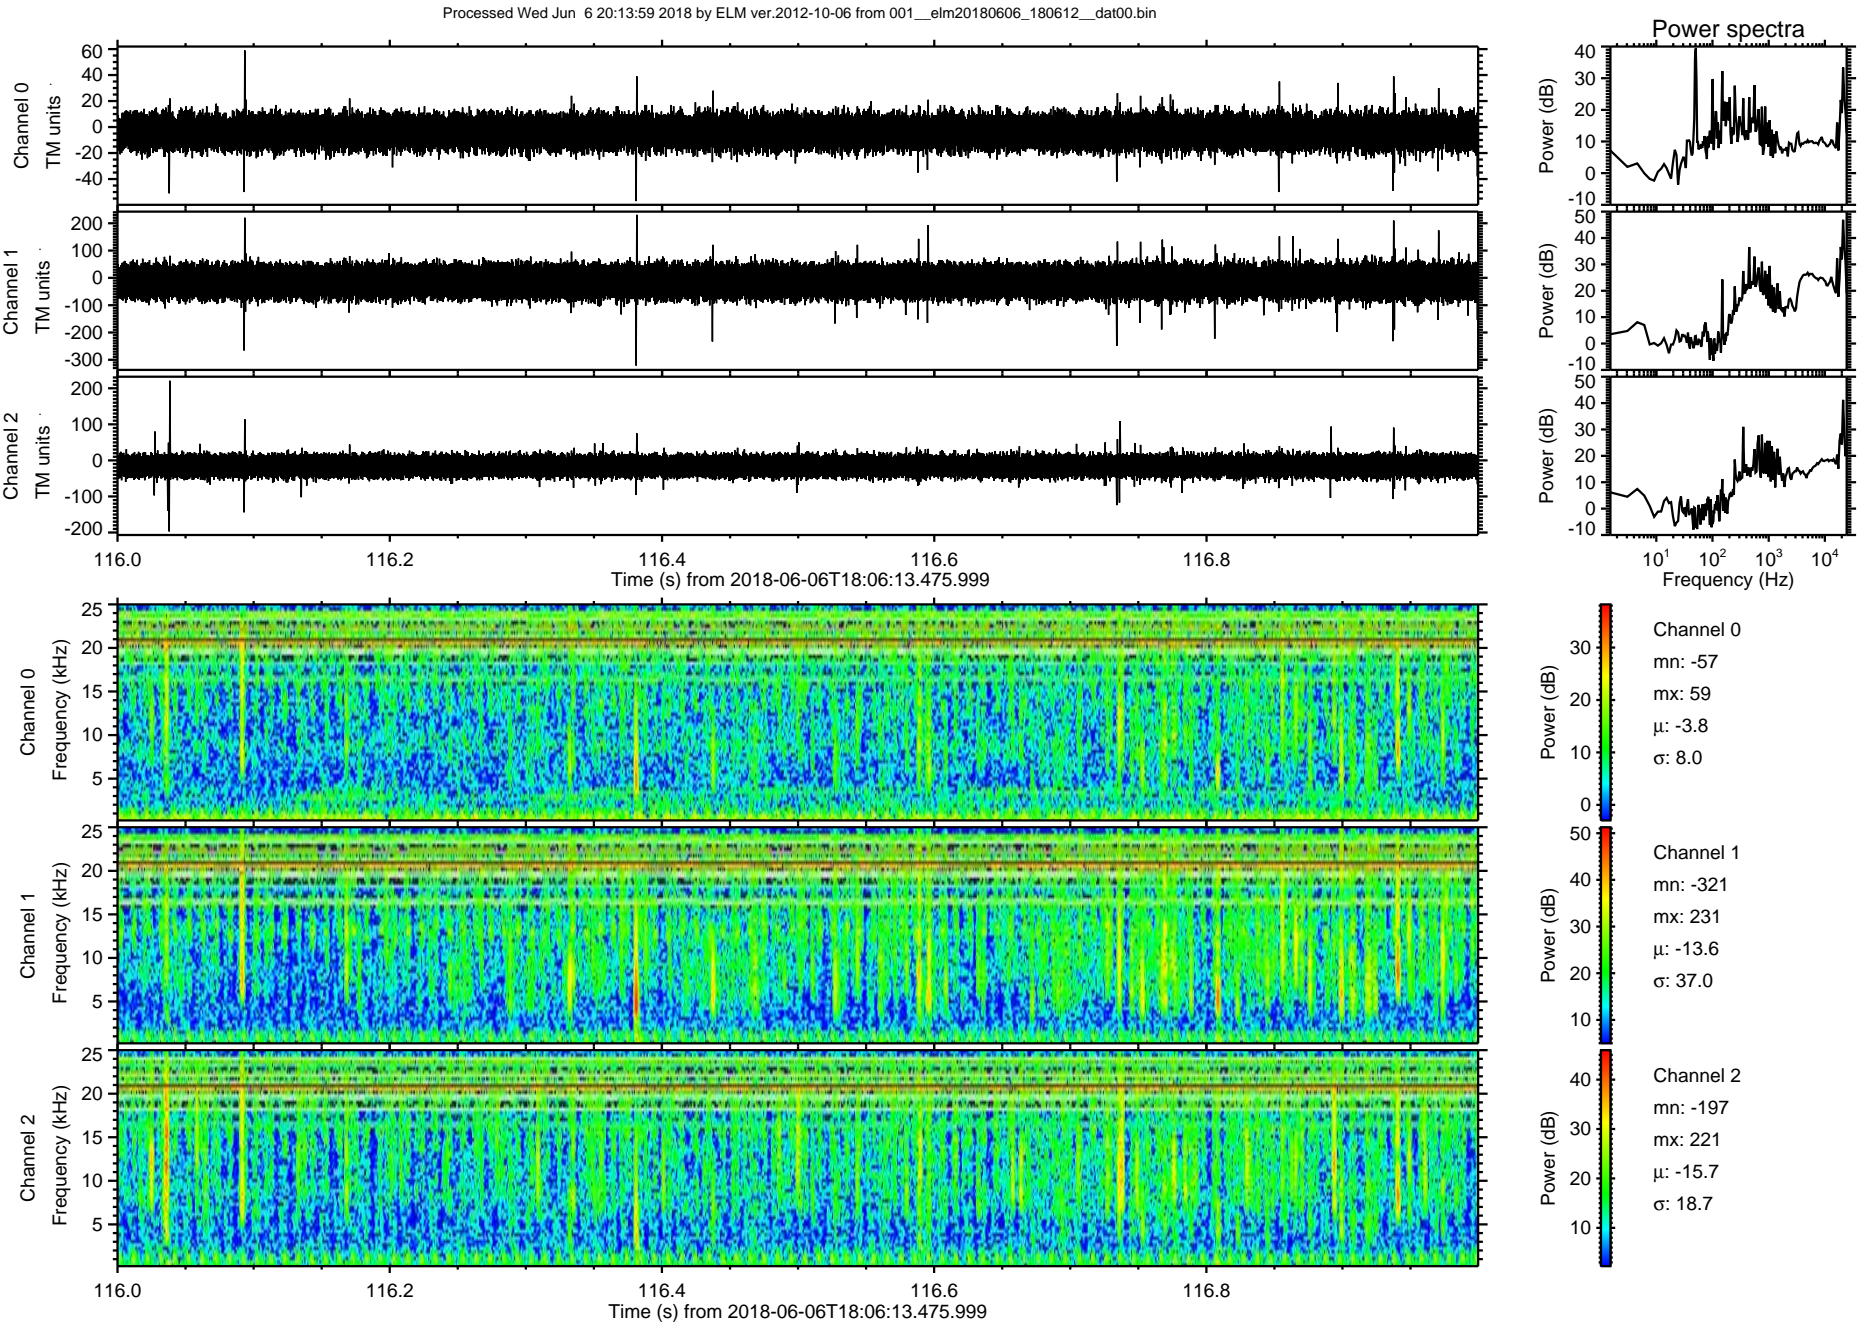 Processed Wed Jun  6 20:13:59 2018 by ELM ver.2012-10-06 from 001__elm20180606_180612__dat00.bin
Power spectra
Channel 0
TM units
60
40
20
0
-20
-40
Power (dB)
40
30
20
10
0
-10
Channel 1
TM units
200
100
0
-100
-200
-300
Power (dB)
50
40
30
20
10
0
-10
Channel 2
TM units
200
100
0
-100
-200
Power (dB)
50
40
30
20
10
0
-10
116.0 116.2 116.4 116.6 116.8
Time (s) from 2018-06-06T18:06:13.475.999
10¹ 10² 10³ 10⁴
Frequency (Hz)
Channel 0
Frequency (kHz)
25
20
15
10
5
Power (dB)
30
20
10
0
Channel 0
mn: -57
mx: 59
µ: -3.8
σ: 8.0
Channel 1
Frequency (kHz)
25
20
15
10
5
Power (dB)
50
40
30
20
10
Channel 1
mn: -321
mx: 231
µ: -13.6
σ: 37.0
Channel 2
Frequency (kHz)
25
20
15
10
5
Power (dB)
40
30
20
10
Channel 2
mn: -197
mx: 221
µ: -15.7
σ: 18.7
116.0 116.2 116.4 116.6 116.8
Time (s) from 2018-06-06T18:06:13.475.999